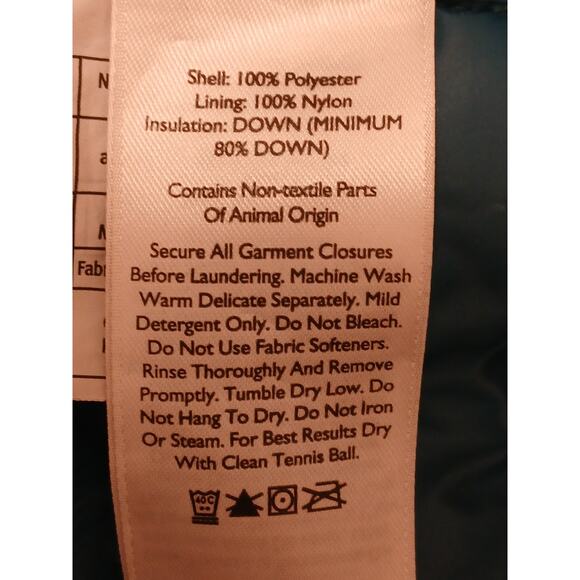 Shell: 100% Polyester
Lining: 100% Nylon
Insulation: DOWN (MINIMUM
80% DOWN)
Contains Non-textile Parts
Of Animal Origin
Secure All Garment Closures
Before Laundering. Machine Wash
Warm Delicate Separately. Mild
Detergent Only. Do Not Bleach.
Do Not Use Fabric Softeners.
Rinse Thoroughly And Remove
Promptly. Tumble Dry Low. Do
Not Hang To Dry. Do Not Iron
Or Steam. For Best Results Dry
With Clean Tennis Ball.
40C
Fabr